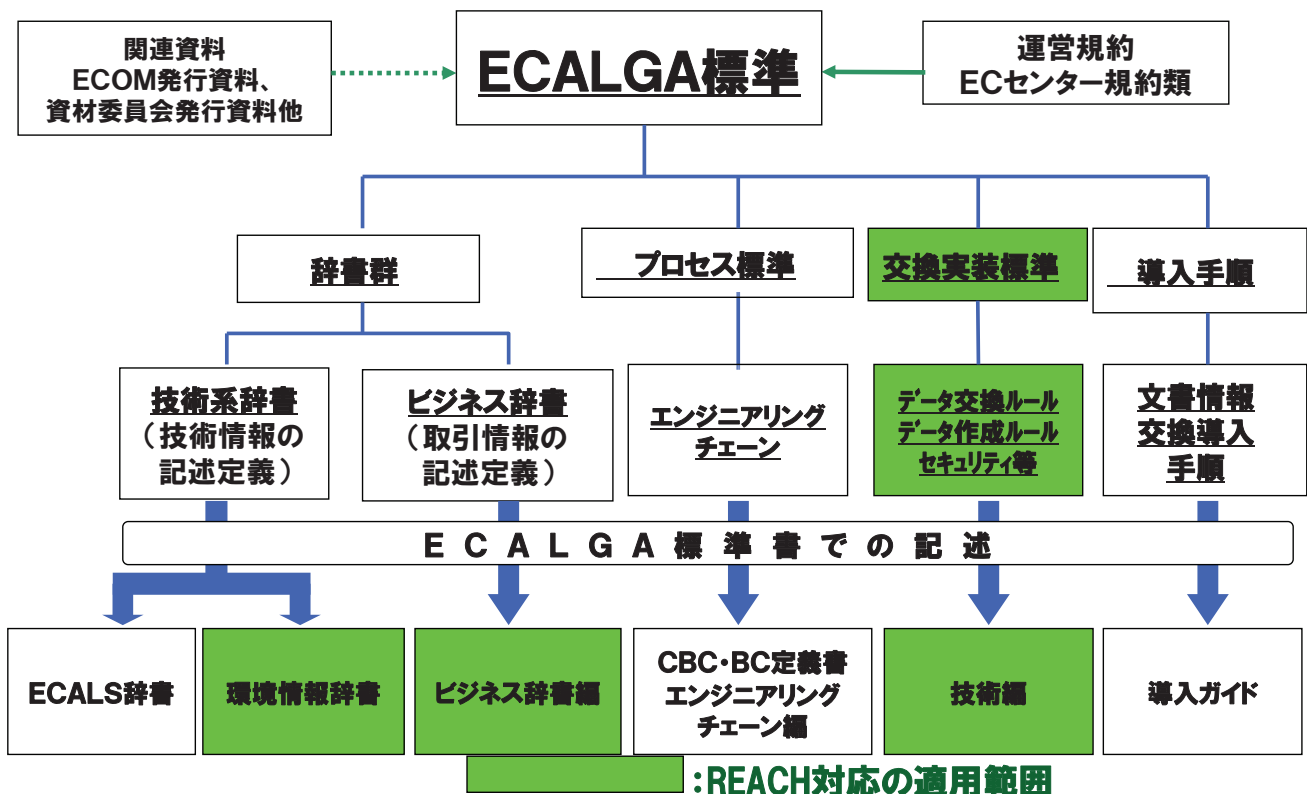 関連資料
ECOM発行資料、
資材委員会発行資料他
ECALGA標準
運営規約
ECセンター規約類
辞書群
プロセス標準
交換実装標準
導入手順
技術系辞書
（技術情報の
記述定義）
ビジネス辞書
（取引情報の
記述定義）
エンジニアリング
チェーン
データ交換ルール
データ作成ルール
セキュリティ等
文書情報
交換導入
手順
ECALGA標準書での記述
ECALS辞書
環境情報辞書
ビジネス辞書編
CBC・BC定義書
エンジニアリング
チェーン編
技術編
導入ガイド
：REACH対応の適用範囲